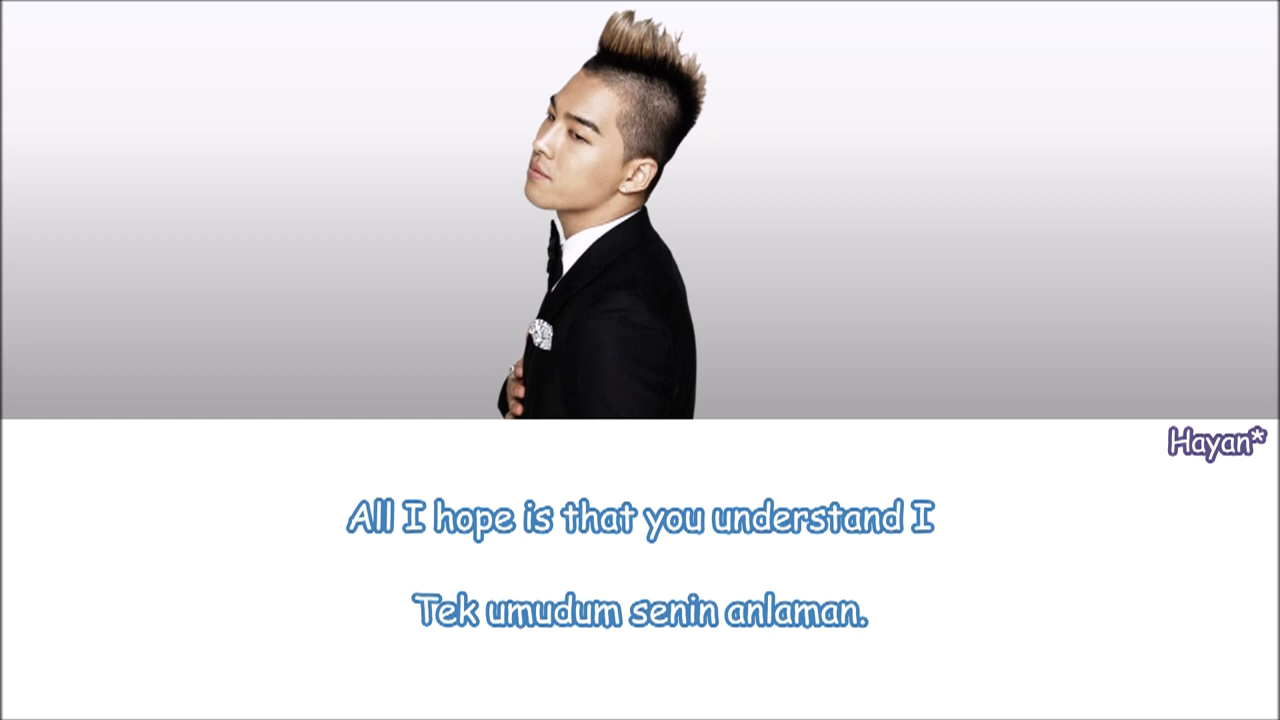 Hayan*
All I hope is that you understand I
Tek umudum senin anlaman.